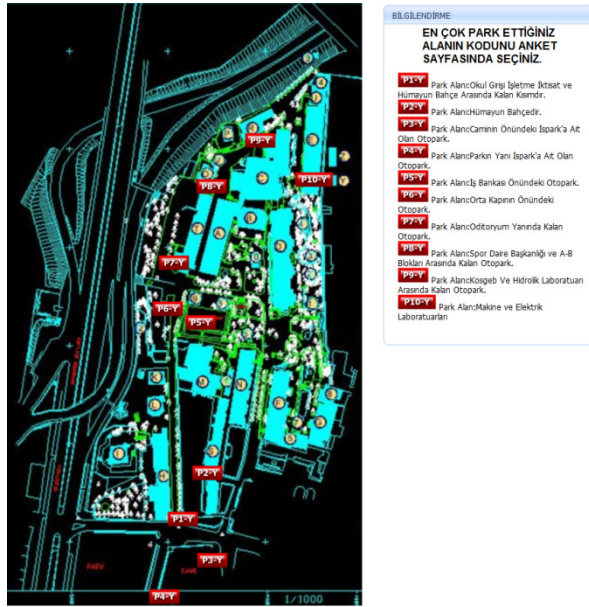 P9-Y
P10-Y
P8-Y
P7-Y
P6-Y
P5-Y
P2-Y
P1-Y
P3-Y
P4-Y
1/1000
BİLGİLENDİRME
EN ÇOK PARK ETTİĞİNİZ
ALANIN KODUNU ANKET
SAYFASINDA SEÇİNİZ.
P1-Y Park Alanı:Okul Girişi İşletme İktisat ve
Hümayun Bahçe Arasında Kalan Kısımdır.
P2-Y Park Alanı:Hümayun Bahçedir.
P3-Y Park Alanı:Caminin Önündeki İspark'a Ait
Olan Otopark.
P4-Y Park Alanı:Parkın Yanı İspark'a Ait Olan
Otopark.
P5-Y Park Alanı:İş Bankası Önündeki Otopark.
P6-Y Park Alanı:Orta Kapının Önündeki
Otopark.
P7-Y Park Alanı:Oditoryum Yanında Kalan
Otopark.
P8-Y Park Alanı:Spor Daire Başkanlığı ve A-B
Blokları Arasında Kalan Otopark.
P9-Y Park Alanı:Kosgeb Ve Hidrolik Laboratuarı
Arasında Kalan Otopark.
P10-Y Park Alan:Makine ve Elektrik
Laboratuarları